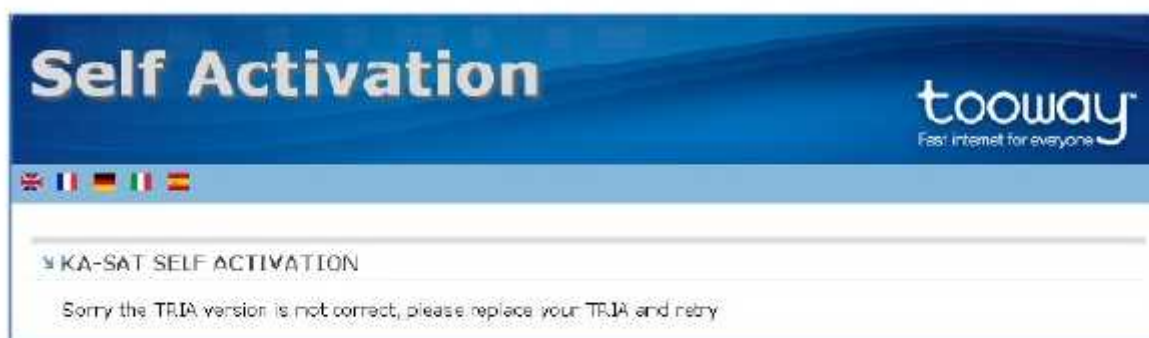 Self Activation
tooway™
Fast internet for everyone
KA-SAT SELF ACTIVATION
Sorry the TRIA version is not correct, please replace your TRIA and retry